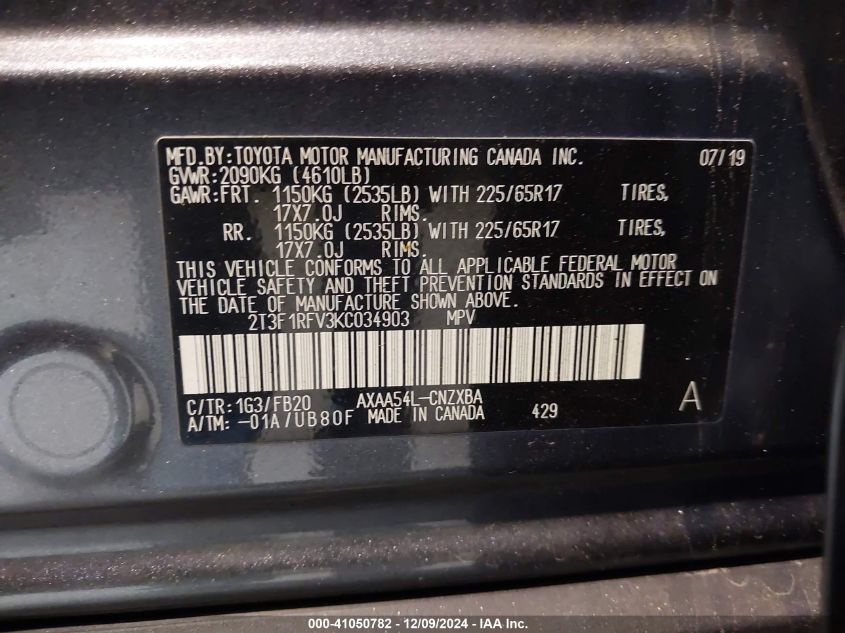 MFD.BY:TOYOTA MOTOR MANUFACTURING CANADA INC. 07/19
GVWR:2090KG (4610LB)
GAWR:FRT. 1150KG (2535LB) WITH 225/65R17 TIRES,
17X7.0J RIMS.
RR. 1150KG (2535LB) WITH 225/65R17 TIRES,
17X7.0J RIMS.
THIS VEHICLE CONFORMS TO ALL APPLICABLE FEDERAL MOTOR
VEHICLE SAFETY AND THEFT PREVENTION STANDARDS IN EFFECT ON
THE DATE OF MANUFACTURE SHOWN ABOVE.
2T3F1RFV3KC034903 MPV
C/TR:1G3/FB20 AXAA54L-CNZXBA A
A/TM:-01A/UB80F MADE IN CANADA 429
000-41050782 - 12/09/2024 - IAA Inc.